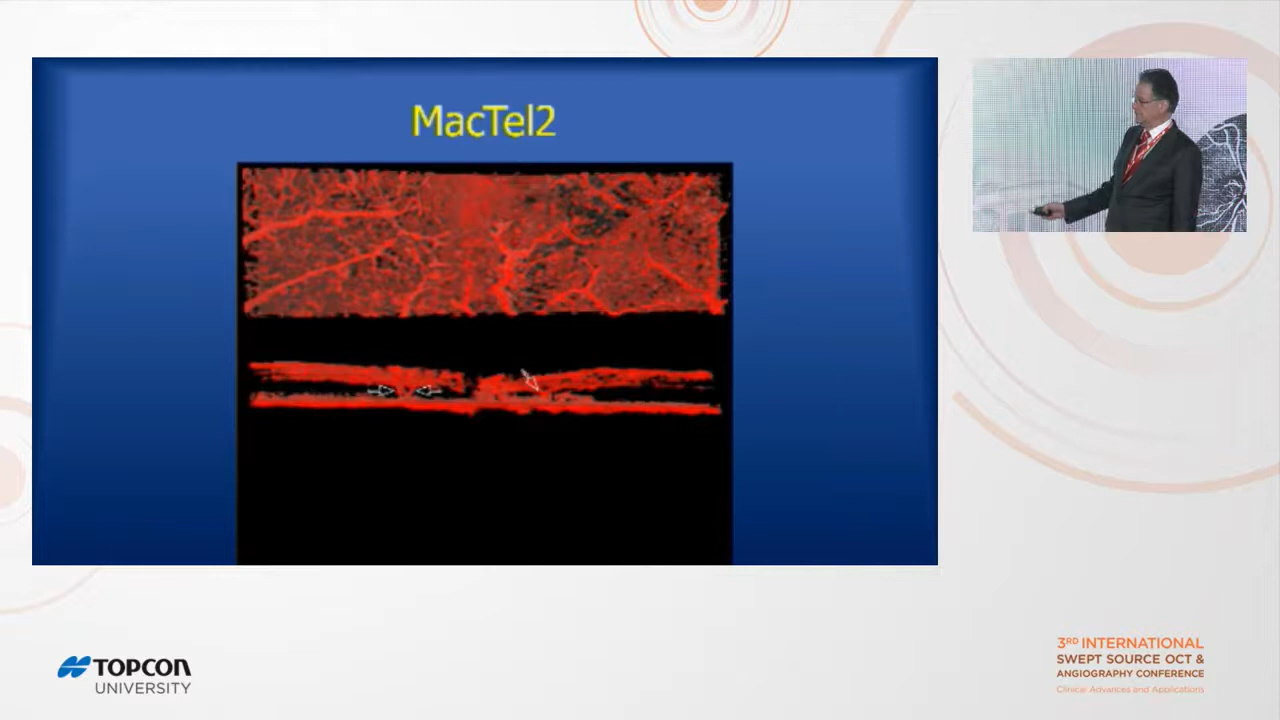 MacTel2
TOPCON
UNIVERSITY
3RD INTERNATIONAL
SWEPT SOURCE OCT &
ANGIOGRAPHY CONFERENCE
Clinical Advances and Applications